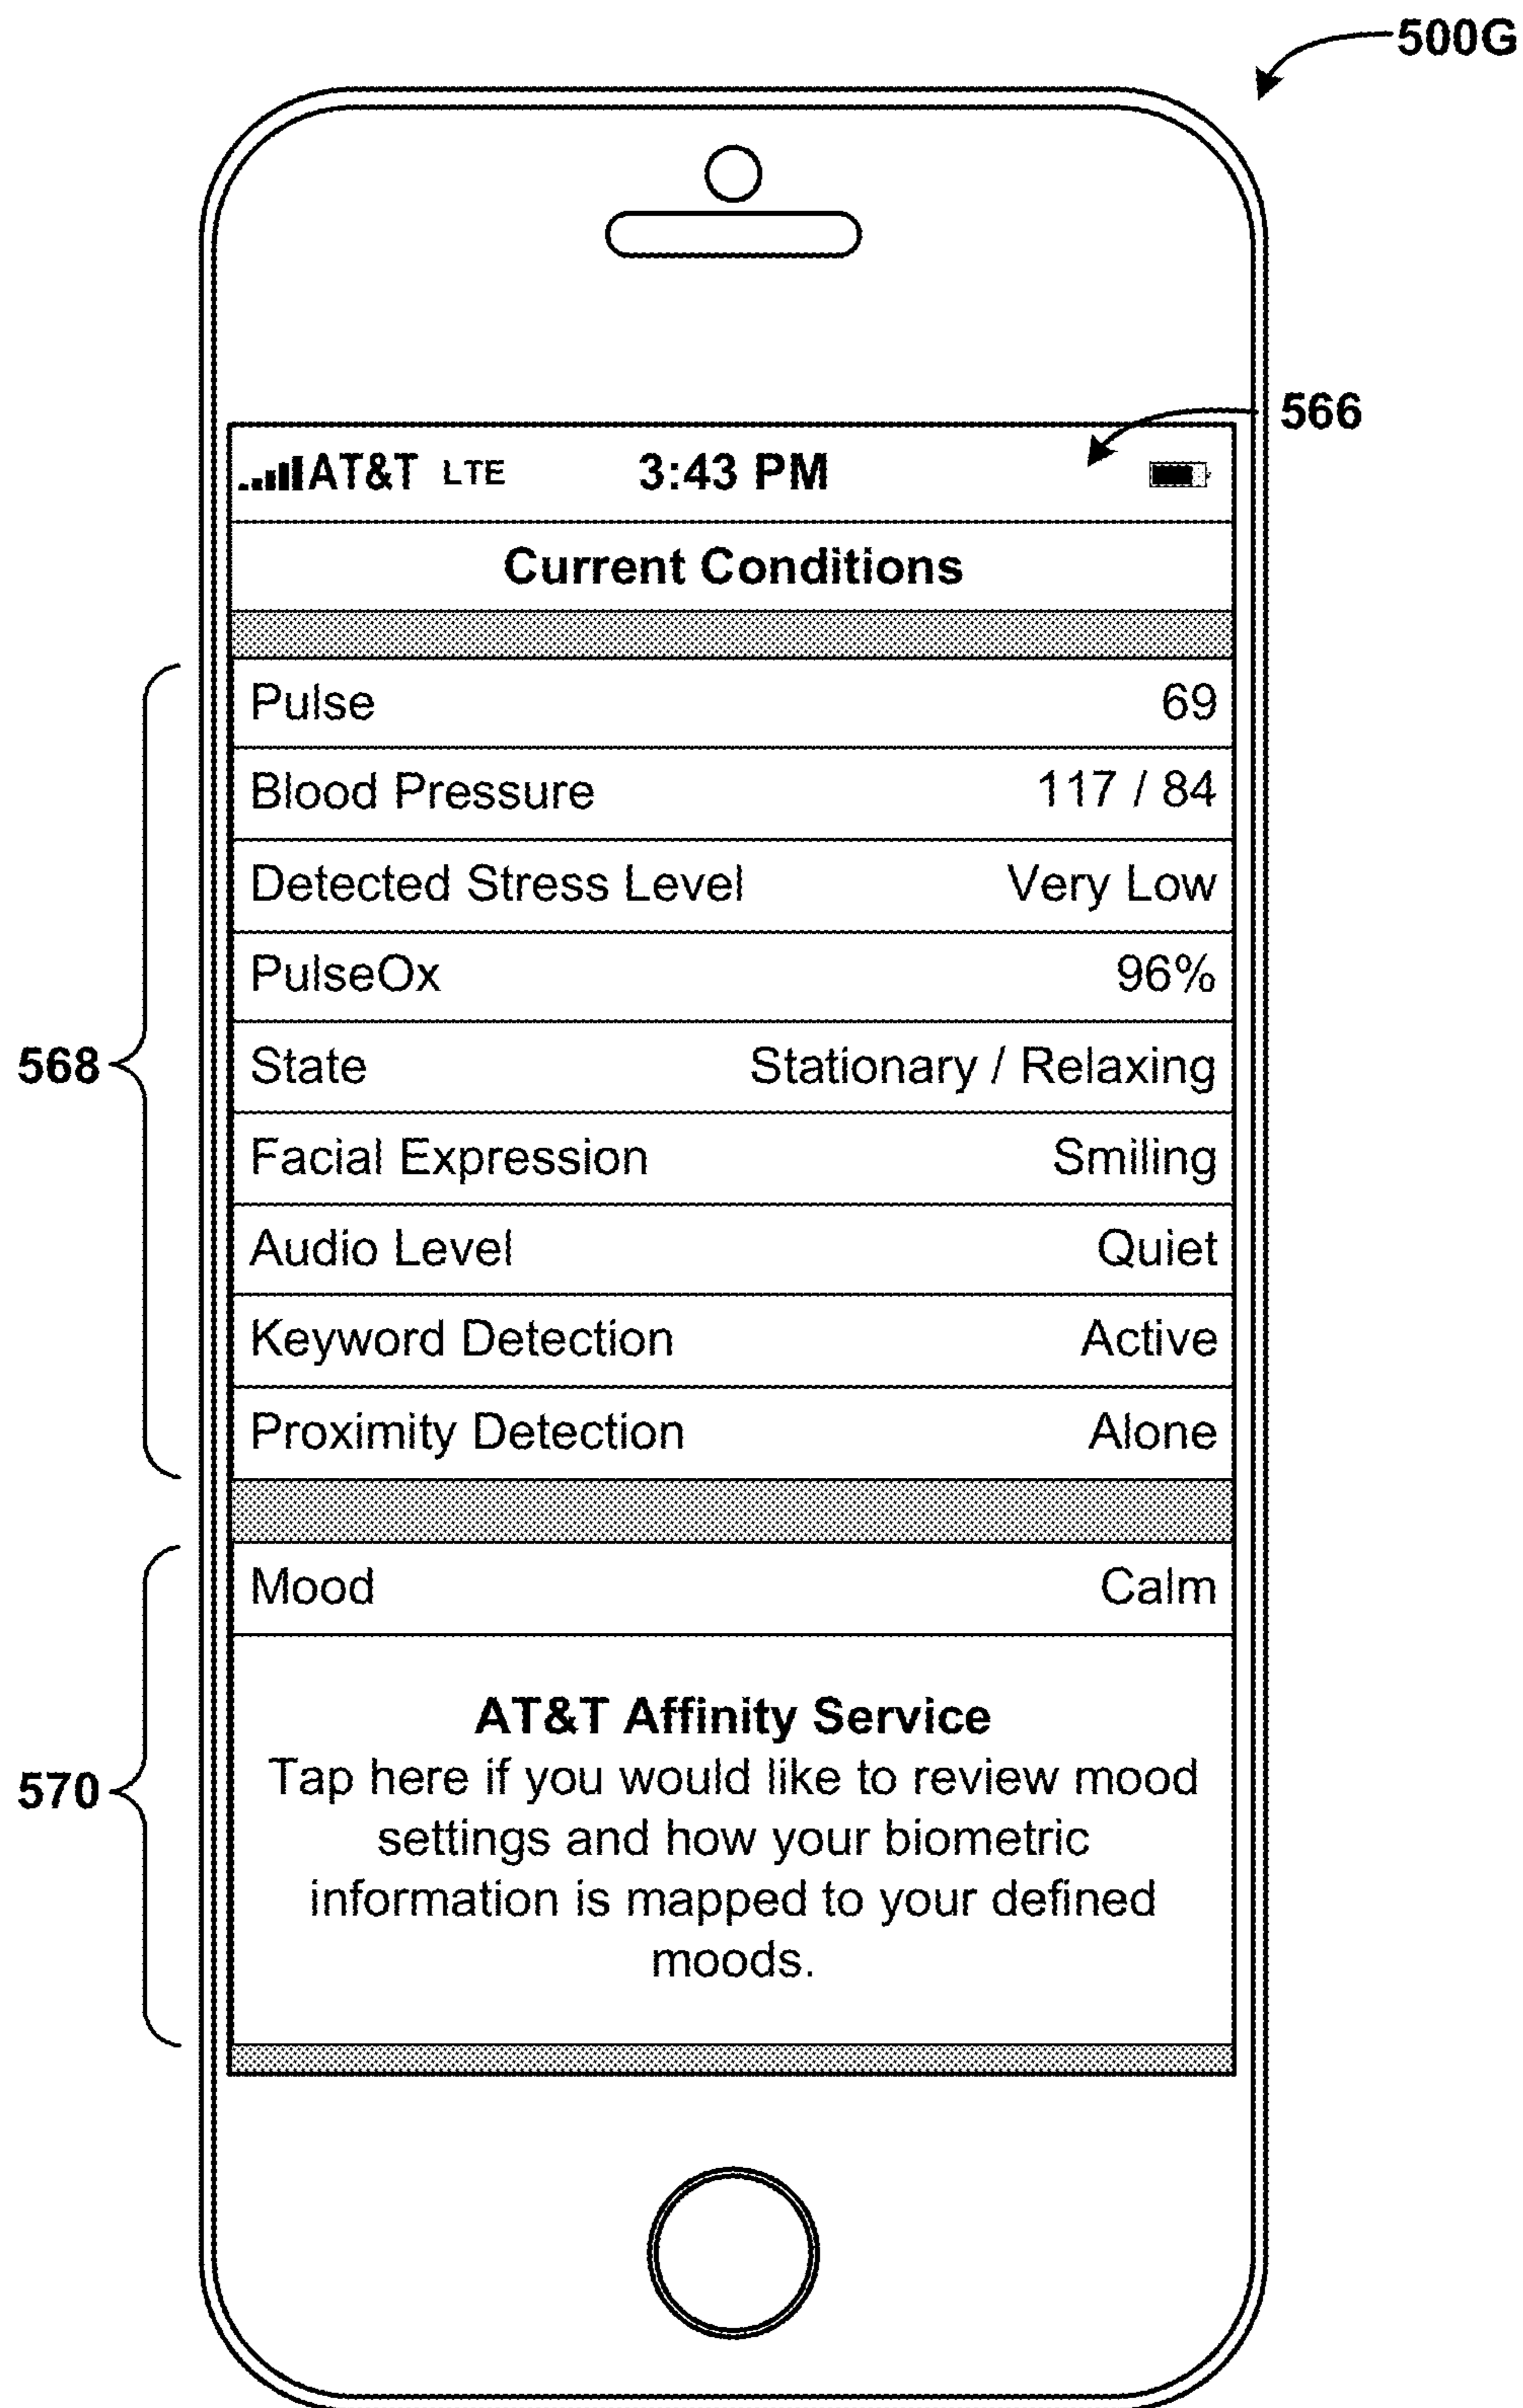 500G
566
AT&T LTE 3:43 PM
Current Conditions
Pulse 69
Blood Pressure 117 / 84
Detected Stress Level Very Low
PulseOx 96%
568
State Stationary / Relaxing
Facial Expression Smiling
Audio Level Quiet
Keyword Detection Active
Proximity Detection Alone
Mood Calm
AT&T Affinity Service
570
Tap here if you would like to review mood
settings and how your biometric
information is mapped to your defined
moods.